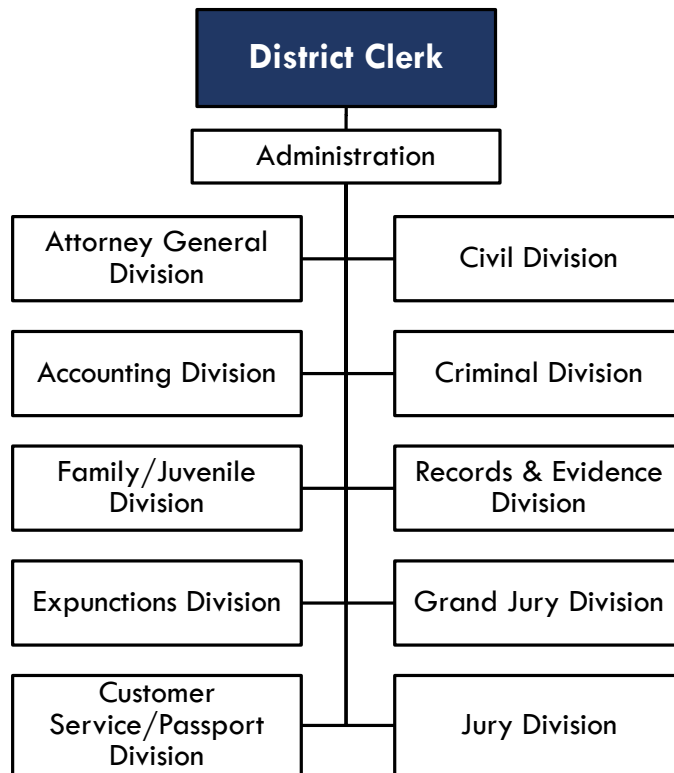 District Clerk
Administration
Attorney General
Division
Civil Division
Accounting Division
Criminal Division
Family/Juvenile
Division
Records & Evidence
Division
Expunctions Division
Grand Jury Division
Customer
Service/Passport
Division
Jury Division